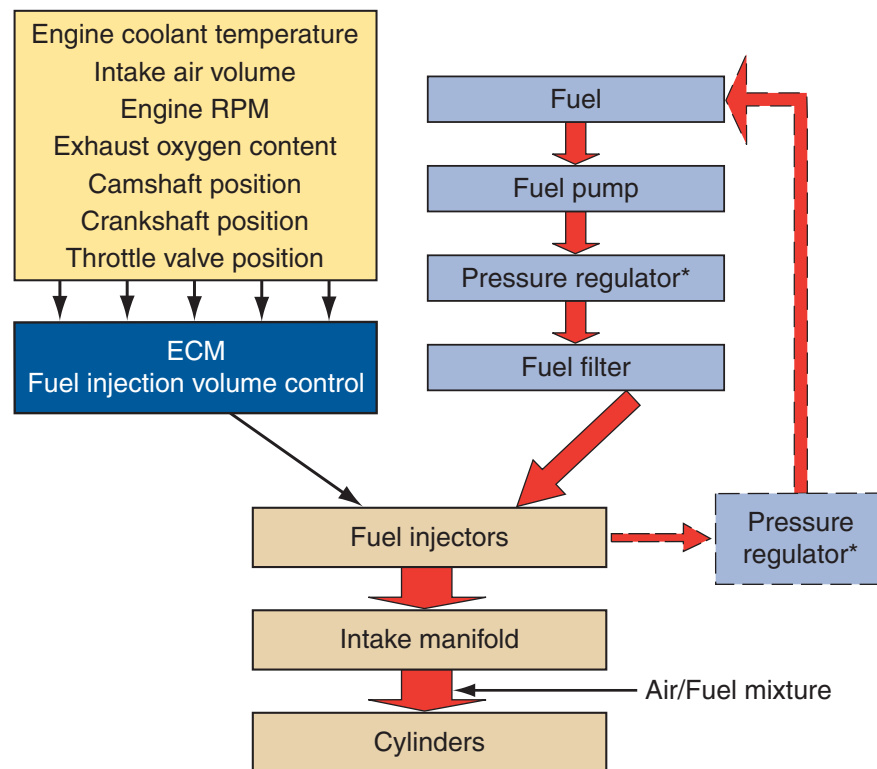 Engine coolant temperature
Intake air volume
Engine RPM
Exhaust oxygen content
Camshaft position
Crankshaft position
Throttle valve position
ECM
Fuel injection volume control
Fuel
Fuel pump
Pressure regulator*
Fuel filter
Fuel injectors
Pressure
regulator*
Intake manifold
Air/Fuel mixture
Cylinders